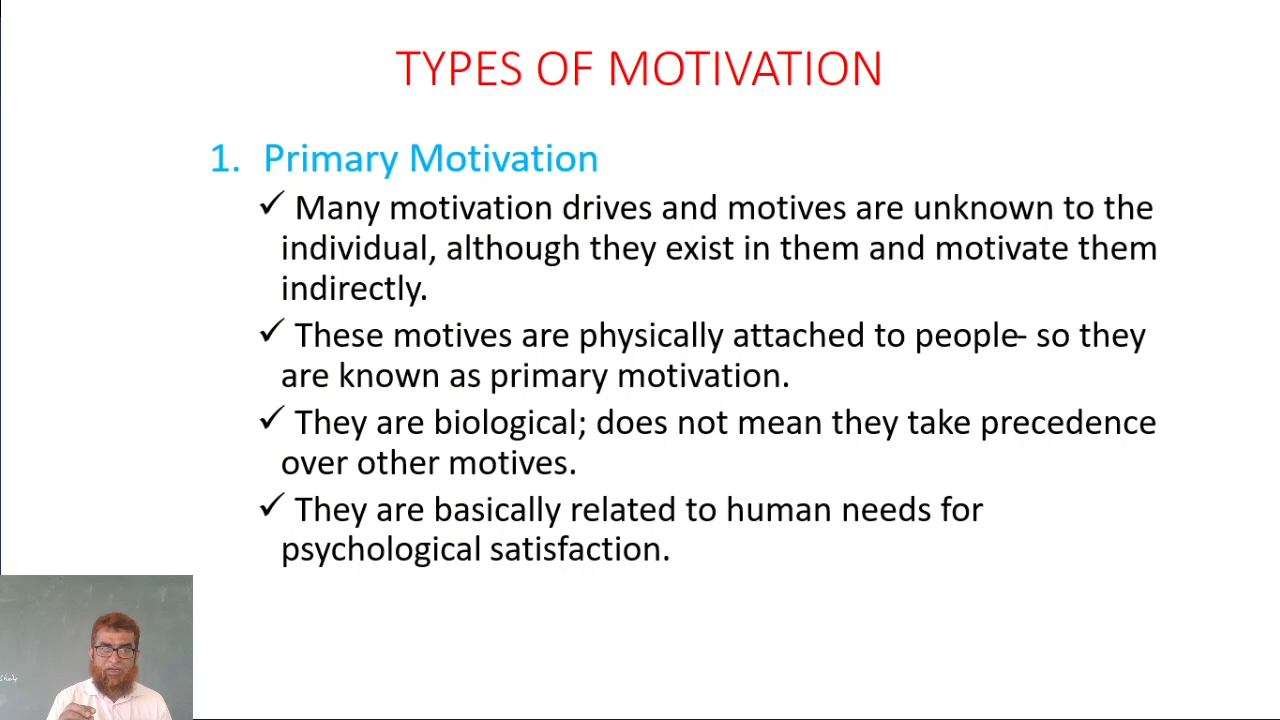 TYPES OF MOTIVATION
1. Primary Motivation
✓ Many motivation drives and motives are unknown to the
individual, although they exist in them and motivate them
indirectly.
✓ These motives are physically attached to people- so they
are known as primary motivation.
✓ They are biological; does not mean they take precedence
over other motives.
✓ They are basically related to human needs for
psychological satisfaction.